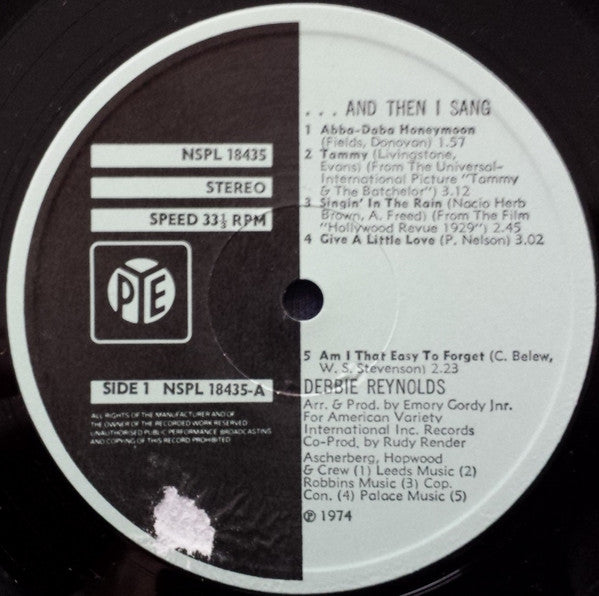 NSPL 18435
STEREO
SPEED 33⅓ RPM
PYE
SIDE 1 NSPL 18435-A
ALL RIGHTS OF THE MANUFACTURER AND OF
THE OWNER OF THE RECORDED WORK RESERVED
UNAUTHORISED PUBLIC PERFORMANCE BROADCASTING
AND COPYING OF THIS RECORD PROHIBITED
. . . AND THEN I SANG
1 Abba-Daba Honeymoon
(Fields, Donovan) 1.57
2 Tammy (Livingstone,
Evans) (From The Universal-
International Picture "Tammy
& The Batchelor") 3.12
3 Singin' In The Rain (Nacio Herb
Brown, A. Freed) (From The Film
"Hollywood Revue 1929") 2.45
4 Give A Little Love (P. Nelson) 3.02
5 Am I That Easy To Forget (C. Belew,
W. S. Stevenson) 2.23
DEBBIE REYNOLDS
Arr. & Prod. by Emory Gordy Jnr.
For American Variety
International Inc. Records
Co-Prod. by Rudy Render
Ascherberg, Hopwood
& Crew (1) Leeds Music (2)
Robbins Music (3) Cop.
Con. (4) Palace Music (5)
℗ 1974